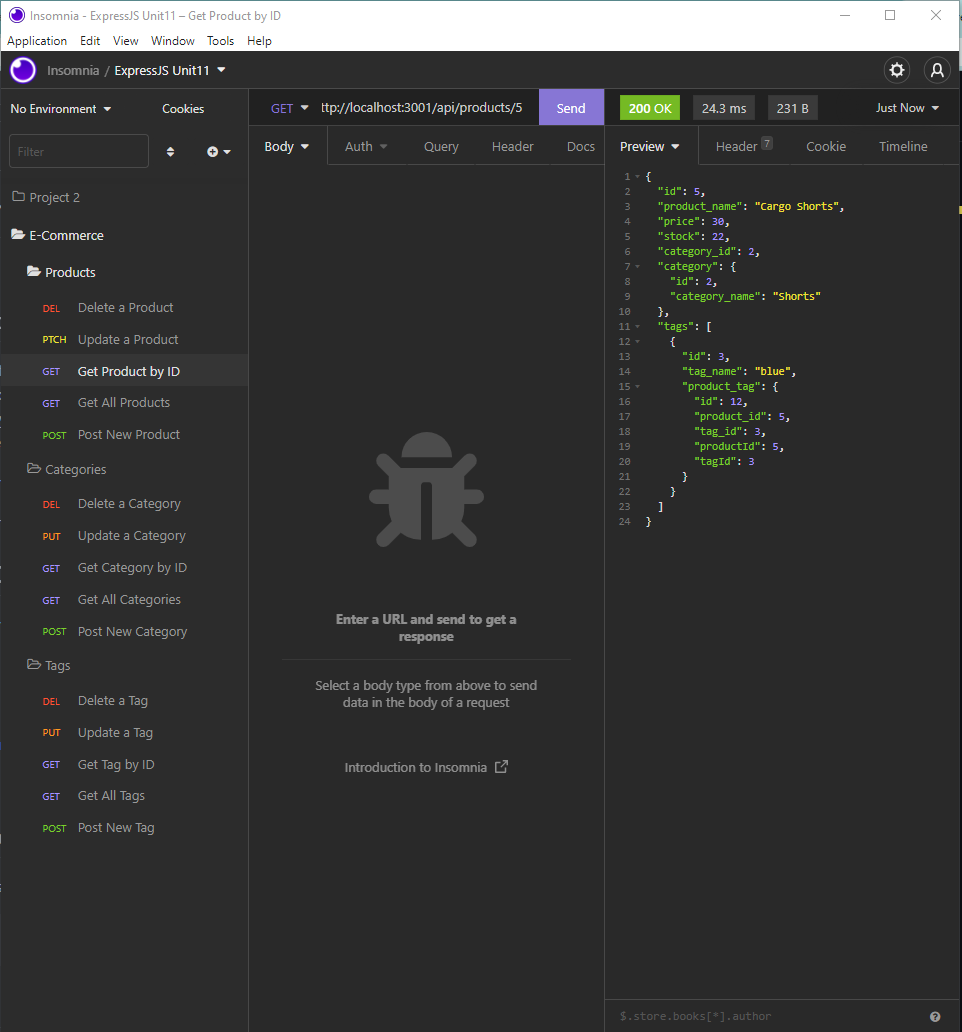 Insomnia - ExpressJS Unit11 – Get Product by ID
Application Edit View Window Tools Help
Insomnia / ExpressJS Unit11
No Environment Cookies
Filter
Project 2
E-Commerce
Products
DEL Delete a Product
PTCH Update a Product
GET Get Product by ID
GET Get All Products
POST Post New Product
Categories
DEL Delete a Category
PUT Update a Category
GET Get Category by ID
GET Get All Categories
POST Post New Category
Tags
DEL Delete a Tag
PUT Update a Tag
GET Get Tag by ID
GET Get All Tags
POST Post New Tag
GET ttp://localhost:3001/api/products/5 Send
Body Auth Query Header Docs
Enter a URL and send to get a
response
Select a body type from above to send
data in the body of a request
Introduction to Insomnia
200 OK 24.3 ms 231 B Just Now
Preview Header 7 Cookie Timeline
1 {
2 "id": 5,
3 "product_name": "Cargo Shorts",
4 "price": 30,
5 "stock": 22,
6 "category_id": 2,
7 "category": {
8 "id": 2,
9 "category_name": "Shorts"
10 },
11 "tags": [
12 {
13 "id": 3,
14 "tag_name": "blue",
15 "product_tag": {
16 "id": 12,
17 "product_id": 5,
18 "tag_id": 3,
19 "productId": 5,
20 "tagId": 3
21 }
22 }
23 ]
24 }
$.store.books[*].author